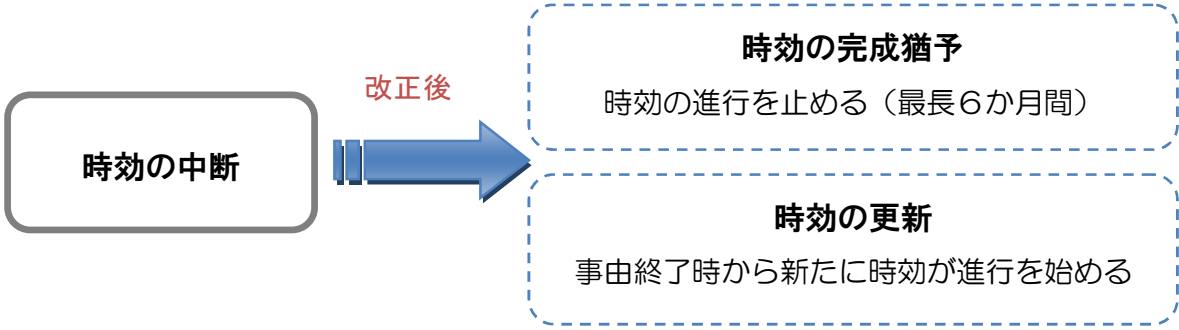 時効の中断
改正後
時効の完成猶予
時効の進行を止める（最長６か月間）
時効の更新
事由終了時から新たに時効が進行を始める